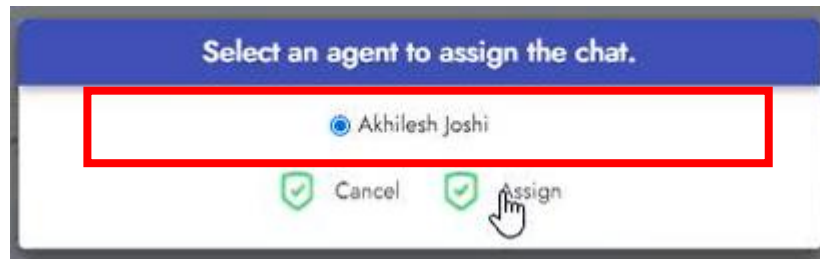 Select an agent to assign the chat.
Akhilesh Joshi
Cancel Assign